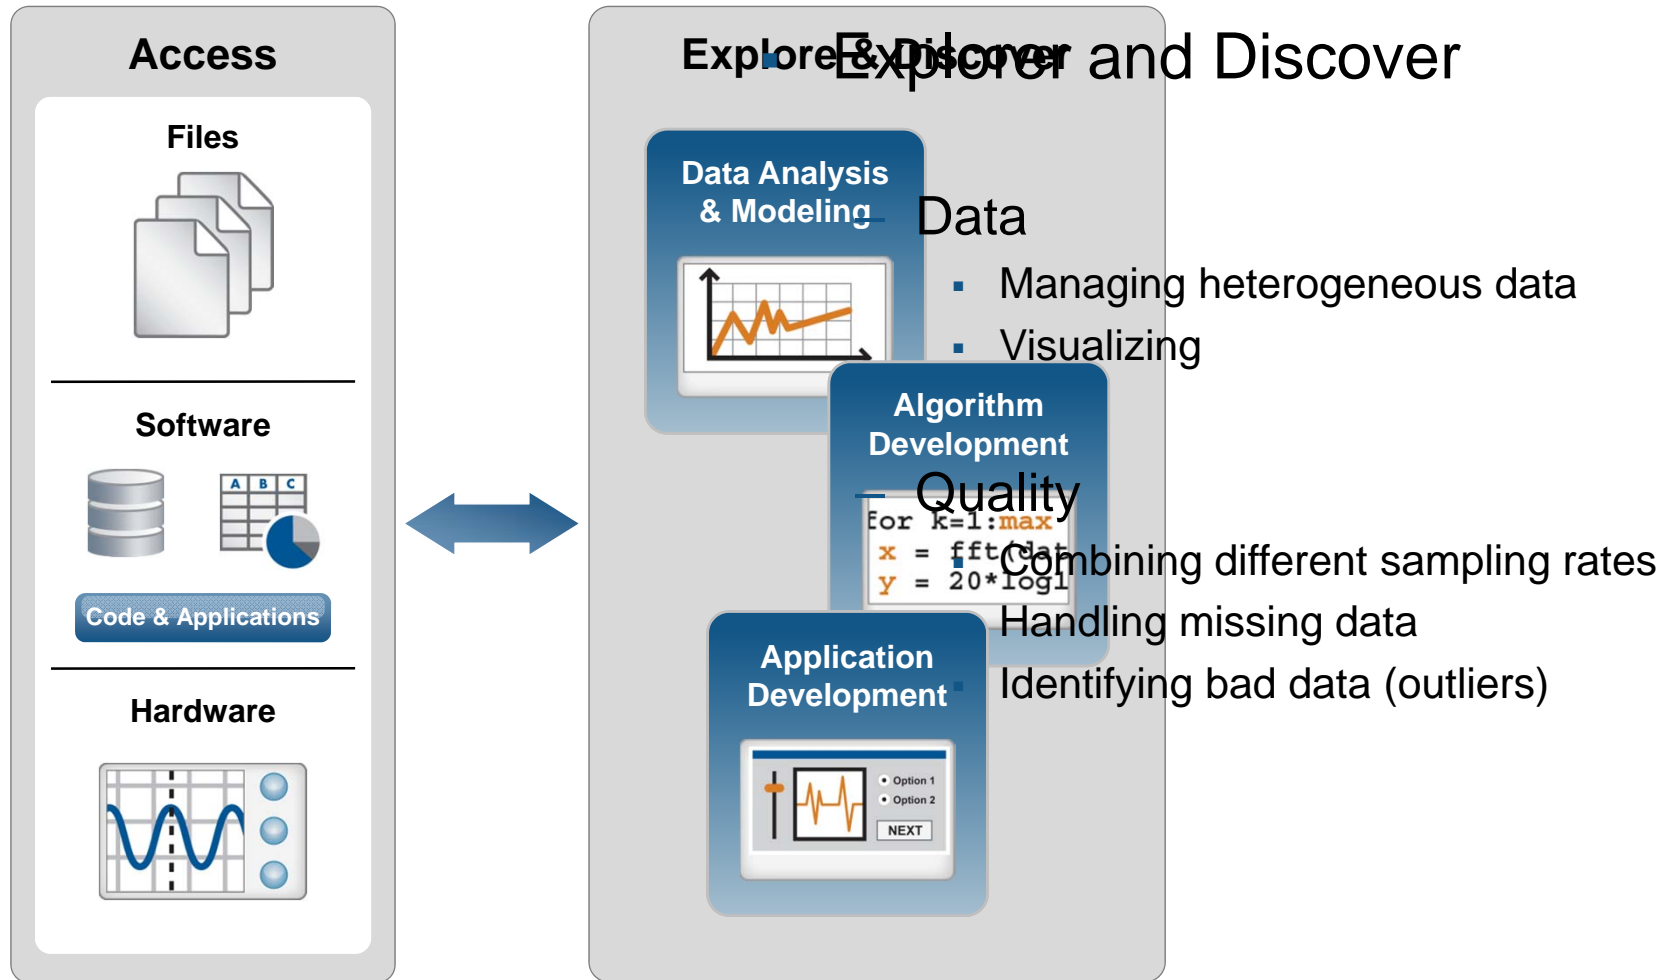 Access
Files
Software
A B C
Code & Applications
Hardware
Explore & Discover
Data Analysis
& Modeling
Algorithm
Development
for k=1:max
x = fft(dat
y = 20*log1
Application
Development
Option 1
Option 2
NEXT
▪ Explorer and Discover
– Data
▪ Managing heterogeneous data
▪ Visualizing
– Quality
▪ Combining different sampling rates
Handling missing data
▪ Identifying bad data (outliers)